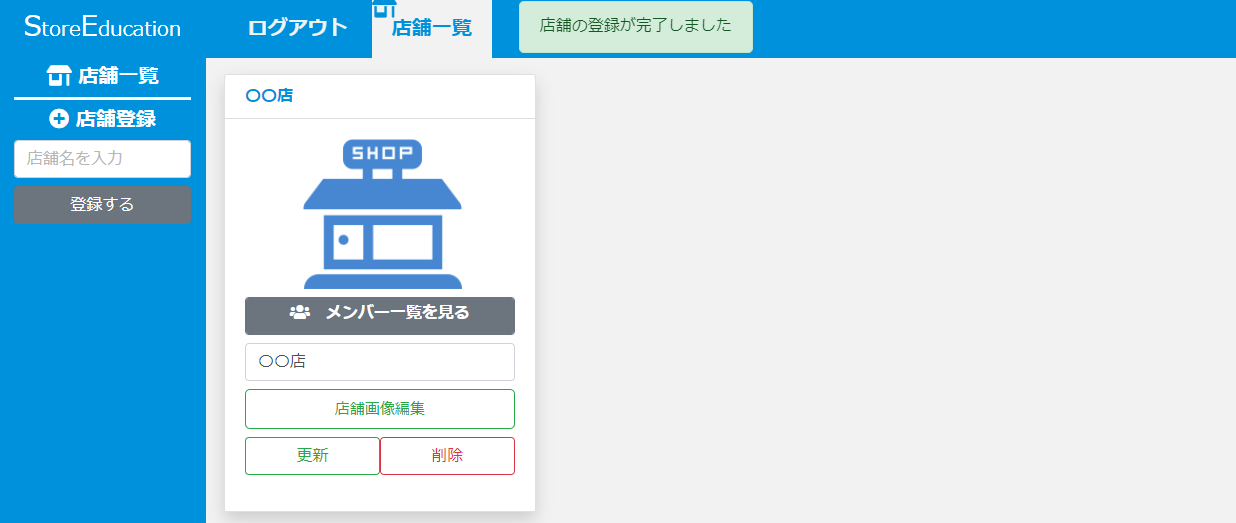 StoreEducation
ログアウト
店舗一覧
店舗の登録が完了しました
店舗一覧
店舗登録
店舗名を入力
登録する
〇〇店
SHOP
メンバー一覧を見る
〇〇店
店舗画像編集
更新
削除